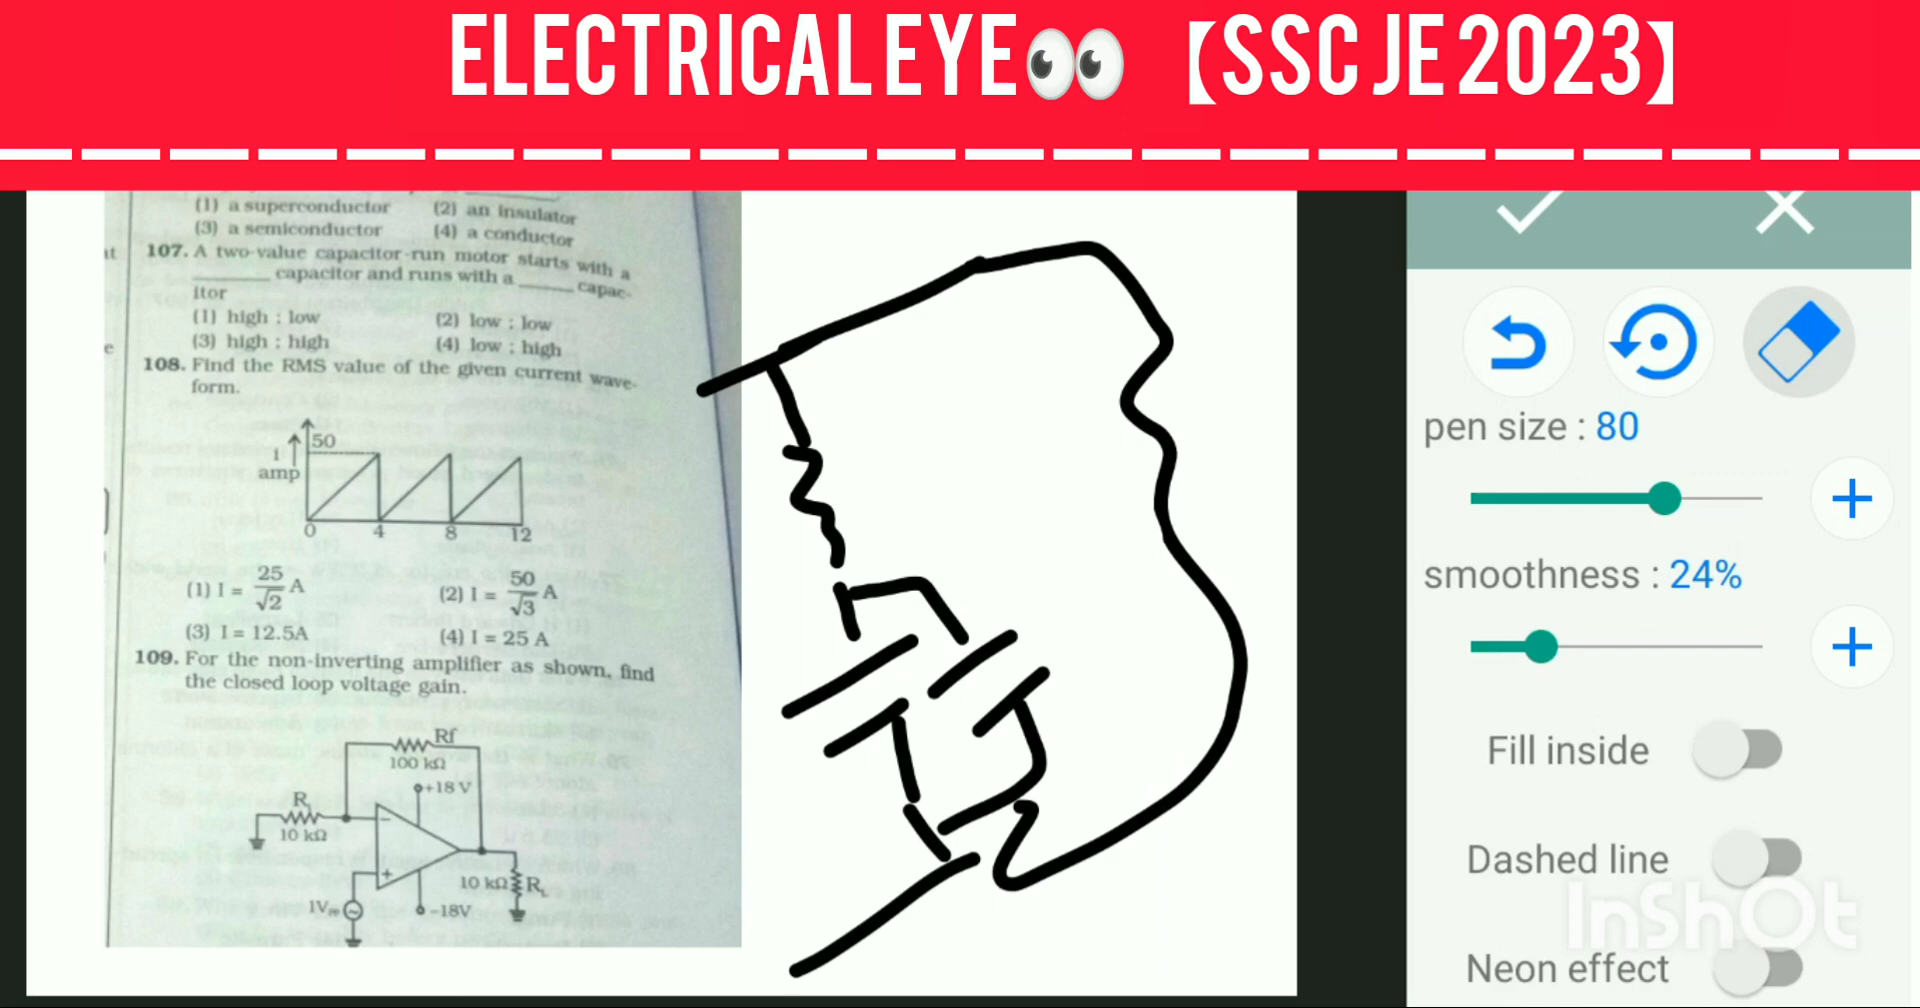 ELECTRICAL EYE👀 【SSC JE 2023】
(1) a superconductor (2) an insulator
(3) a semiconductor (4) a conductor
107. A two-value capacitor-run motor starts with a
______ capacitor and runs with a _____ capac-
itor
(1) high : low (2) low : low
(3) high : high (4) low : high
108. Find the RMS value of the given current wave-
form.
50
i
amp
0 4 8 12
(1) I = 25/√2 A (2) I = 50/√3 A
(3) I = 12.5A (4) I = 25 A
109. For the non-inverting amplifier as shown, find
the closed loop voltage gain.
Rf
100 kΩ
+18 V
R
10 kΩ
−
+
10 kΩ R
1V
-18V
pen size : 80
smoothness : 24%
Fill inside
Dashed line
InShOt
Neon effect